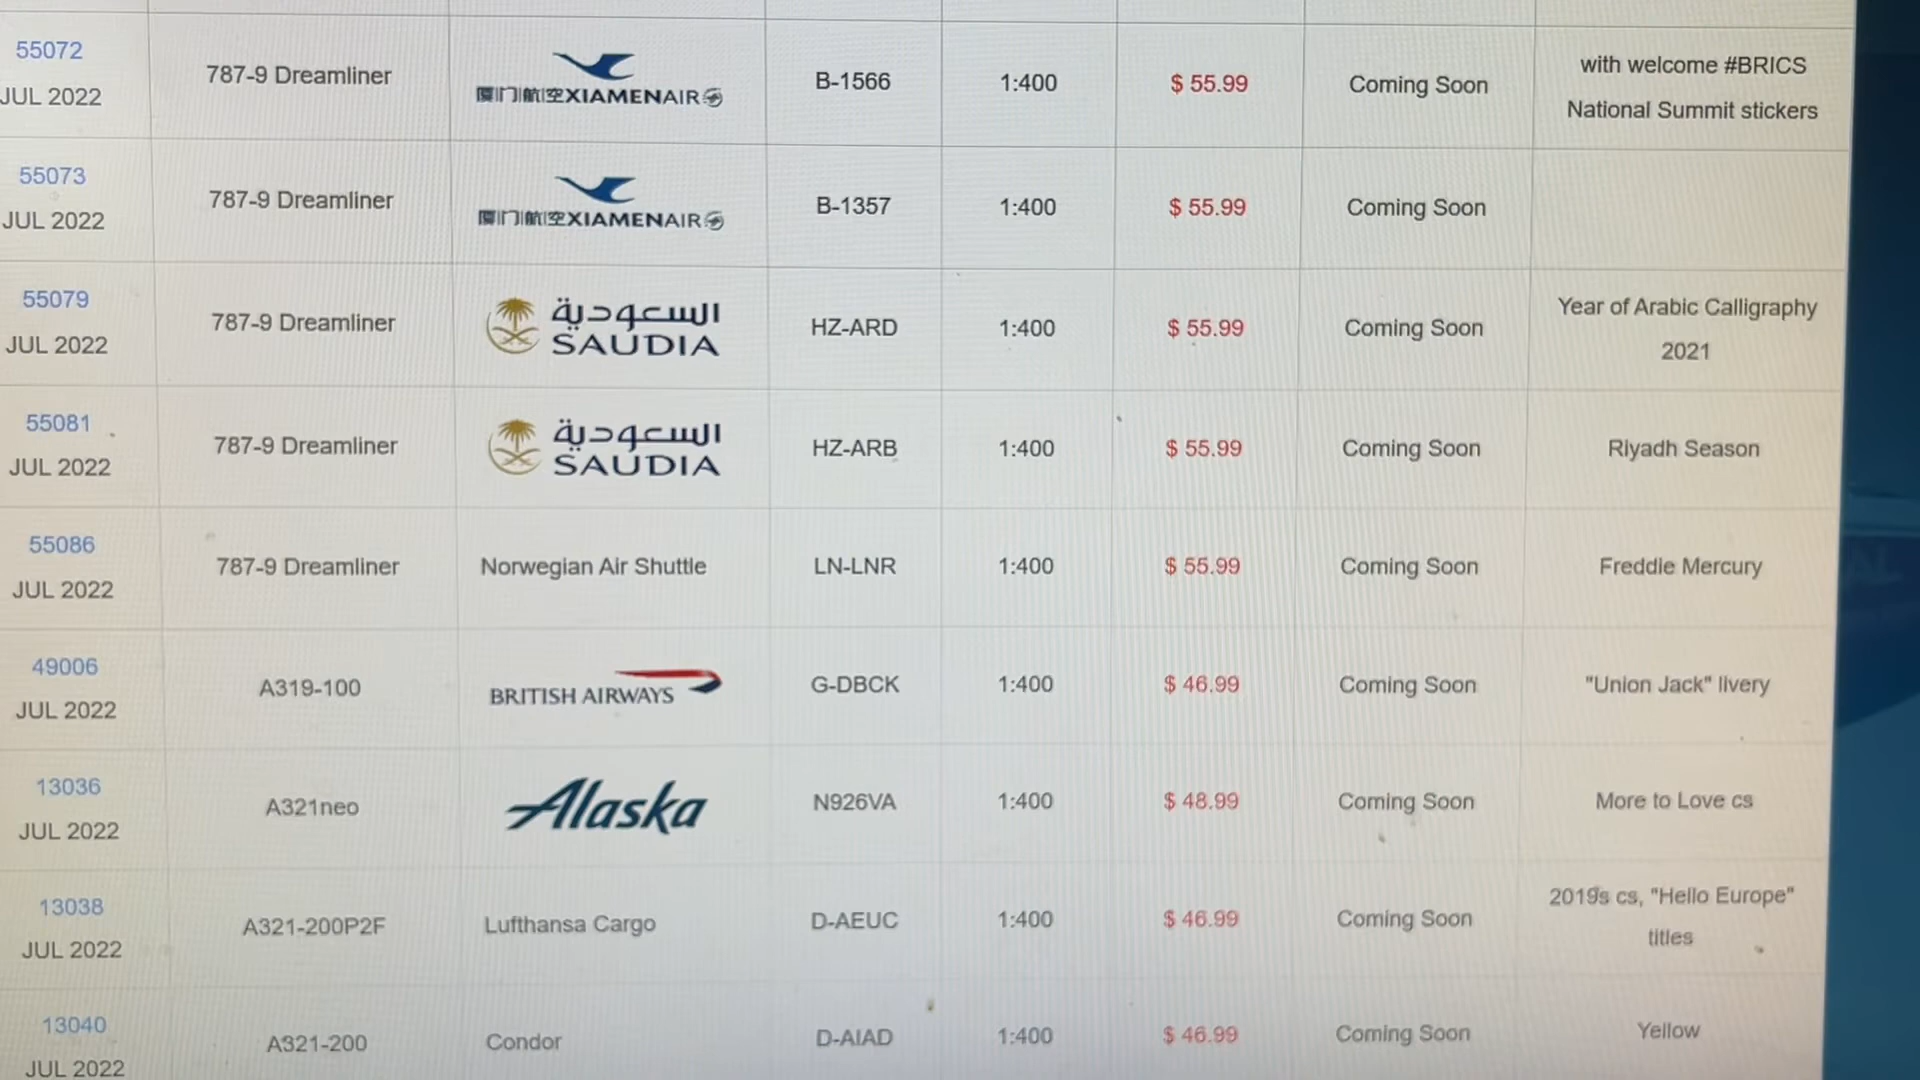 55072
JUL 2022
787-9 Dreamliner
厦门航空XIAMENAIR
B-1566
1:400
$ 55.99
Coming Soon
with welcome #BRICS
National Summit stickers
55073
JUL 2022
787-9 Dreamliner
厦门航空XIAMENAIR
B-1357
1:400
$ 55.99
Coming Soon
55079
JUL 2022
787-9 Dreamliner
السعودية
SAUDIA
HZ-ARD
1:400
$ 55.99
Coming Soon
Year of Arabic Calligraphy
2021
55081
JUL 2022
787-9 Dreamliner
السعودية
SAUDIA
HZ-ARB
1:400
$ 55.99
Coming Soon
Riyadh Season
55086
JUL 2022
787-9 Dreamliner
Norwegian Air Shuttle
LN-LNR
1:400
$ 55.99
Coming Soon
Freddie Mercury
49006
JUL 2022
A319-100
BRITISH AIRWAYS
G-DBCK
1:400
$ 46.99
Coming Soon
"Union Jack" livery
13036
JUL 2022
A321neo
Alaska
N926VA
1:400
$ 48.99
Coming Soon
More to Love cs
13038
JUL 2022
A321-200P2F
Lufthansa Cargo
D-AEUC
1:400
$ 46.99
Coming Soon
2019s cs, "Hello Europe"
titles
13040
JUL 2022
A321-200
Condor
D-AIAD
1:400
$ 46.99
Coming Soon
Yellow